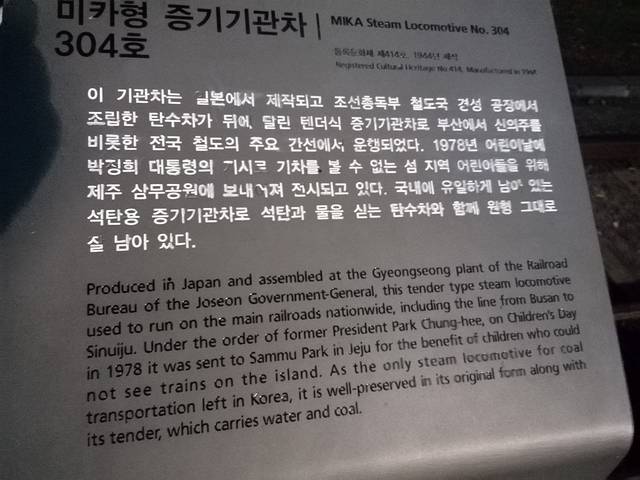 미카형 증기기관차
304호
MIKA Steam Locomotive No. 304
등록문화재 제414호, 1944년 제작
Registered Cultural Heritage No.414, Manufactured in
이 기관차는 일본에서 제작되고 조선총독부 철도국 경성 공장에서
조립한 탄수차가 뒤에 달린 텐더식 증기기관차로 부산에서 신의주를
비롯한 전국 철도의 주요 간선에서 운행되었다. 1978년 어린이날에
박정희 대통령의 지시로 기차를 볼 수 없는 섬 지역 어린이들을 위해
제주 삼무공원에 보내져 전시되고 있다. 국내에 유일하게 남아 있는
석탄용 증기기관차로 석탄과 물을 싣는 탄수차와 함께 원형 그대로
잘 남아 있다.
Produced in Japan and assembled at the Gyeongseong plant of the Railroad
Bureau of the Joseon Government-General, this tender type steam locomotive
used to run on the main railroads nationwide, including the line from Busan to
Sinuiju. Under the order of former President Park Chung-hee, on Children's Day
in 1978 it was sent to Sammu Park in Jeju for the benefit of children who could
not see trains on the island. As the only steam locomotive for coal
transportation left in Korea, it is well-preserved in its original form along with
its tender, which carries water and coal.